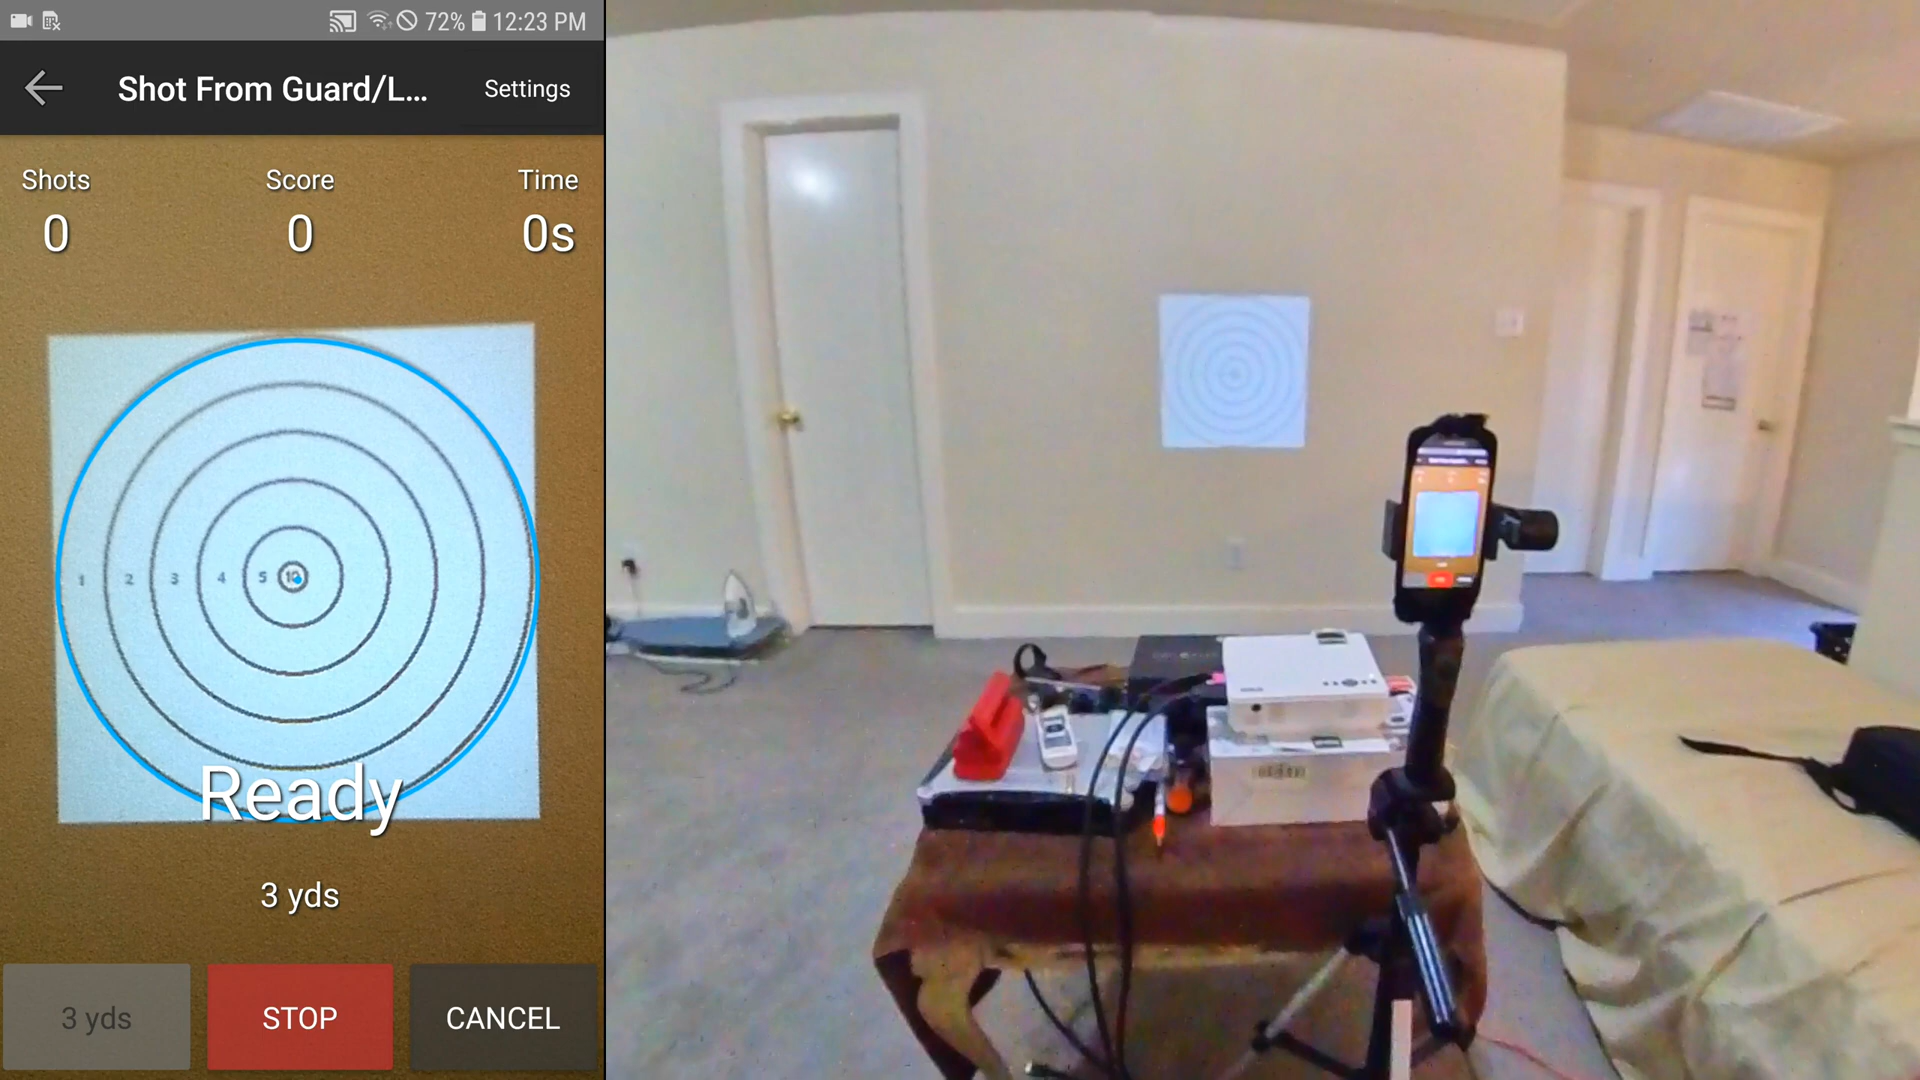 72% 12:23 PM
Shot From Guard/L... Settings
Shots Score Time
0 0 0s
1 2 3 4 5 10
Ready
3 yds
3 yds STOP CANCEL